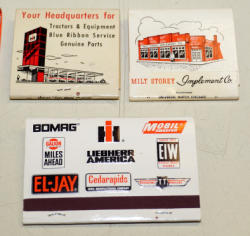 Your Headquarters for
Tractors & Equipment
Blue Ribbon Service
Genuine Parts
MILT STOREY Implement Co.
BOMAG
IH
MOBIL
GALION
MILES
AHEAD
LIEBHERR
AMERICA
EIW
EL-JAY
Cedarapids